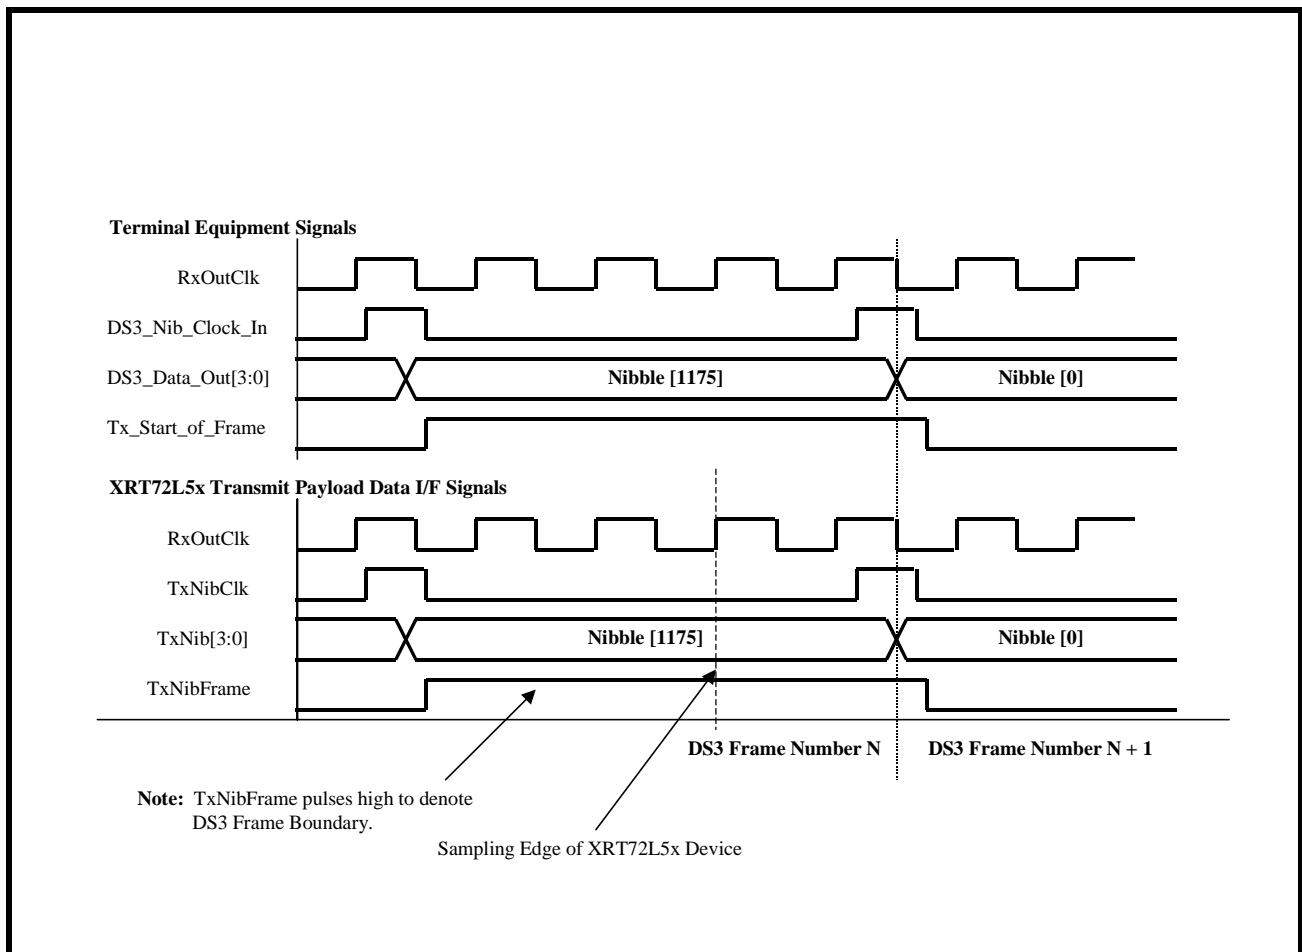 Terminal Equipment Signals
RxOutClk
DS3_Nib_Clock_In
DS3_Data_Out[3:0]
Nibble [1175]
Nibble [0]
Tx_Start_of_Frame
XRT72L5x Transmit Payload Data I/F Signals
RxOutClk
TxNibClk
TxNib[3:0]
Nibble [1175]
Nibble [0]
TxNibFrame
DS3 Frame Number N
DS3 Frame Number N + 1
Note: TxNibFrame pulses high to denote
DS3 Frame Boundary.
Sampling Edge of XRT72L5x Device